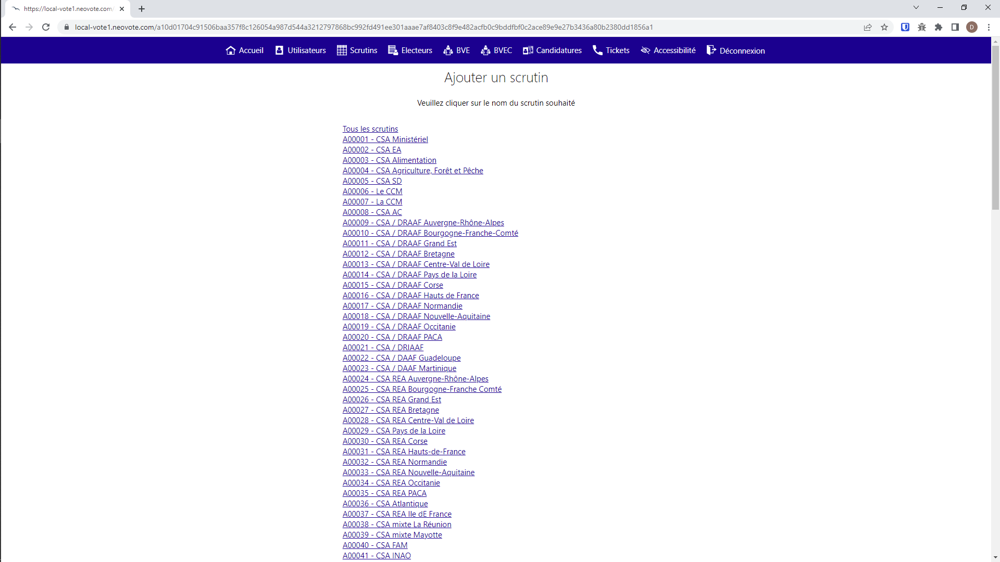 https://local-vote1.neovote.com/
local-vote1.neovote.com/a10d01704c91506baa357f8c126054a987d544a3212797868bc992fd491ee301aaae7af8403c8f9e482acfb0c9bddfbf0c2ace89e9e27b3436a80b2380dd1856a1
D
Accueil Utilisateurs Scrutins Electeurs BVE BVEC Candidatures Tickets Accessibilité Déconnexion
Ajouter un scrutin
Veuillez cliquer sur le nom du scrutin souhaité
Tous les scrutins
A00001 - CSA Ministériel
A00002 - CSA EA
A00003 - CSA Alimentation
A00004 - CSA Agriculture, Forêt et Pêche
A00005 - CSA SD
A00006 - Le CCM
A00007 - La CCM
A00008 - CSA AC
A00009 - CSA / DRAAF Auvergne-Rhône-Alpes
A00010 - CSA / DRAAF Bourgogne-Franche-Comté
A00011 - CSA / DRAAF Grand Est
A00012 - CSA / DRAAF Bretagne
A00013 - CSA / DRAAF Centre-Val de Loire
A00014 - CSA / DRAAF Pays de la Loire
A00015 - CSA / DRAAF Corse
A00016 - CSA / DRAAF Hauts de France
A00017 - CSA / DRAAF Normandie
A00018 - CSA / DRAAF Nouvelle-Aquitaine
A00019 - CSA / DRAAF Occitanie
A00020 - CSA / DRAAF PACA
A00021 - CSA / DRIAAF
A00022 - CSA / DAAF Guadeloupe
A00023 - CSA / DAAF Martinique
A00024 - CSA REA Auvergne-Rhône-Alpes
A00025 - CSA REA Bourgogne-Franche Comté
A00026 - CSA REA Grand Est
A00027 - CSA REA Bretagne
A00028 - CSA REA Centre-Val de Loire
A00029 - CSA Pays de la Loire
A00030 - CSA REA Corse
A00031 - CSA REA Hauts-de-France
A00032 - CSA REA Normandie
A00033 - CSA REA Nouvelle-Aquitaine
A00034 - CSA REA Occitanie
A00035 - CSA REA PACA
A00036 - CSA Atlantique
A00037 - CSA REA Ile dE France
A00038 - CSA mixte La Réunion
A00039 - CSA mixte Mayotte
A00040 - CSA FAM
A00041 - CSA INAO